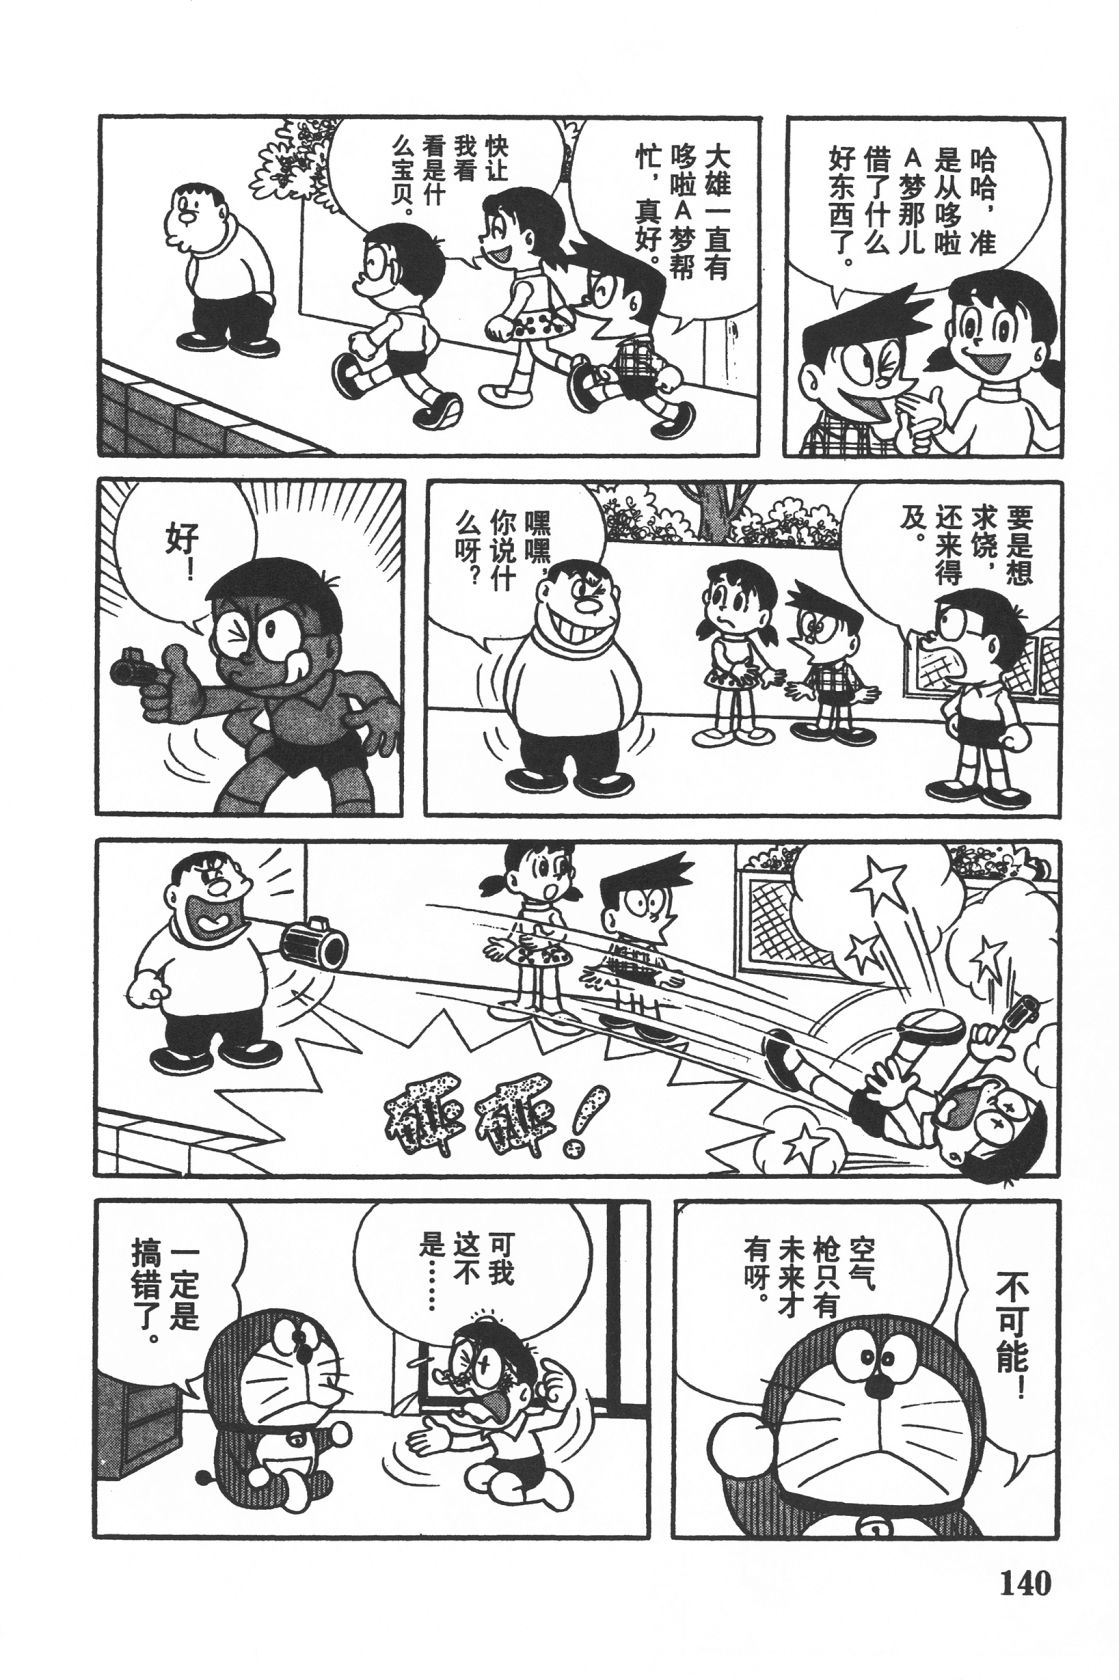 哈哈，准
是从哆啦
A梦那儿
借了什么
好东西了。
大雄一直有
哆啦A梦帮
忙，真好。
快让
我看
看是什
么宝贝。
要是想
求饶，
还来得
及。
嘿嘿，
你说什
么呀？
好！
砰砰！
不可能！
空气
枪只有
未来才
有呀。
可我
这不
是……
一定是
搞错了。
140